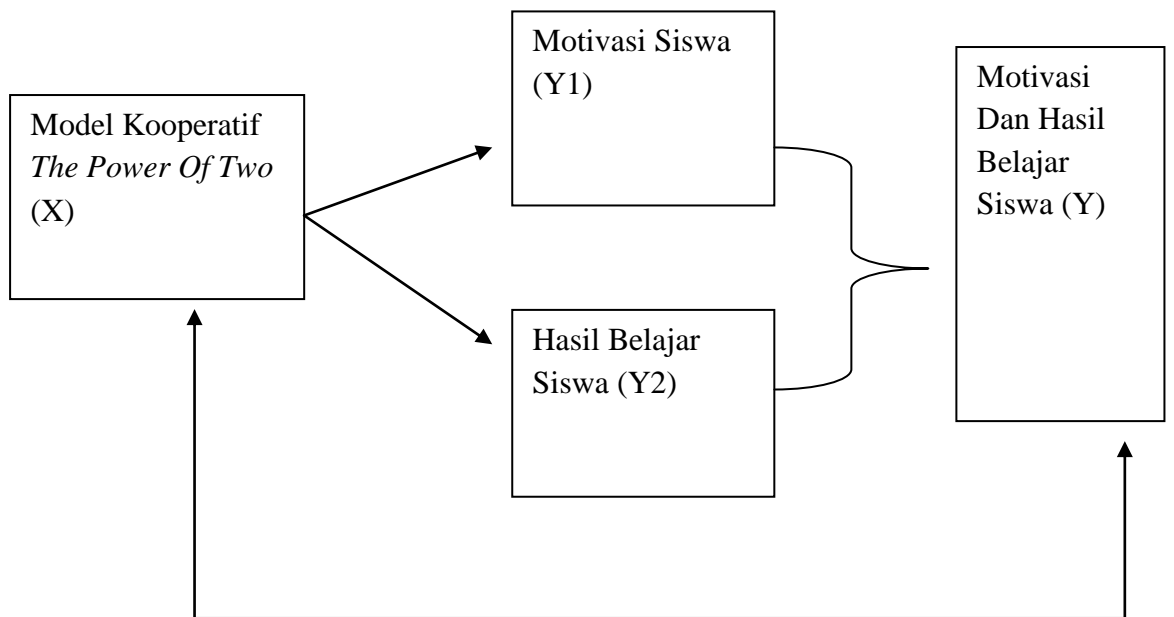 Model Kooperatif
The Power Of Two
(X)
Motivasi Siswa
(Y1)
Hasil Belajar
Siswa (Y2)
Motivasi
Dan Hasil
Belajar
Siswa (Y)